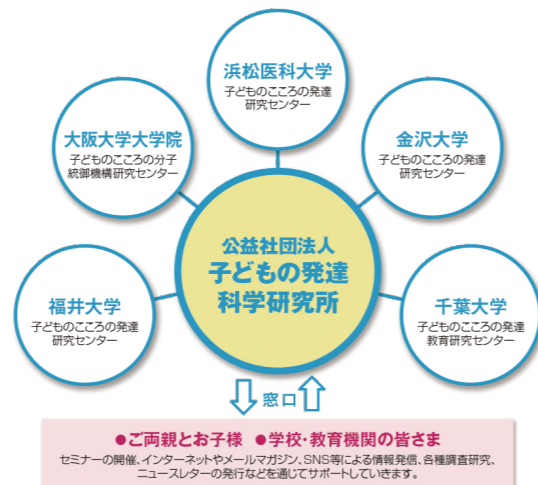 浜松医科大学
子どものこころの発達
研究センター
大阪大学大学院
子どものこころの分子
統御機構研究センター
金沢大学
子どものこころの発達
研究センター
公益社団法人
子どもの発達
科学研究所
福井大学
子どものこころの発達
研究センター
千葉大学
子どものこころの発達
教育研究センター
窓口
●ご両親とお子様 ●学校・教育機関の皆さま
セミナーの開催、インターネットやメールマガジン、SNS等による情報発信、各種調査研究、
ニュースレターの発行などを通じてサポートしていきます。